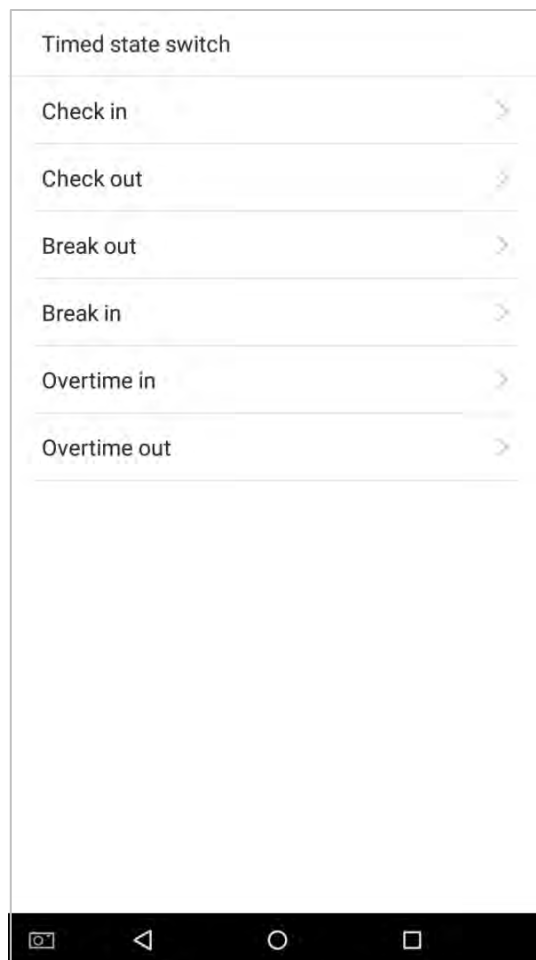 Timed state switch
Check in
Check out
Break out
Break in
Overtime in
Overtime out